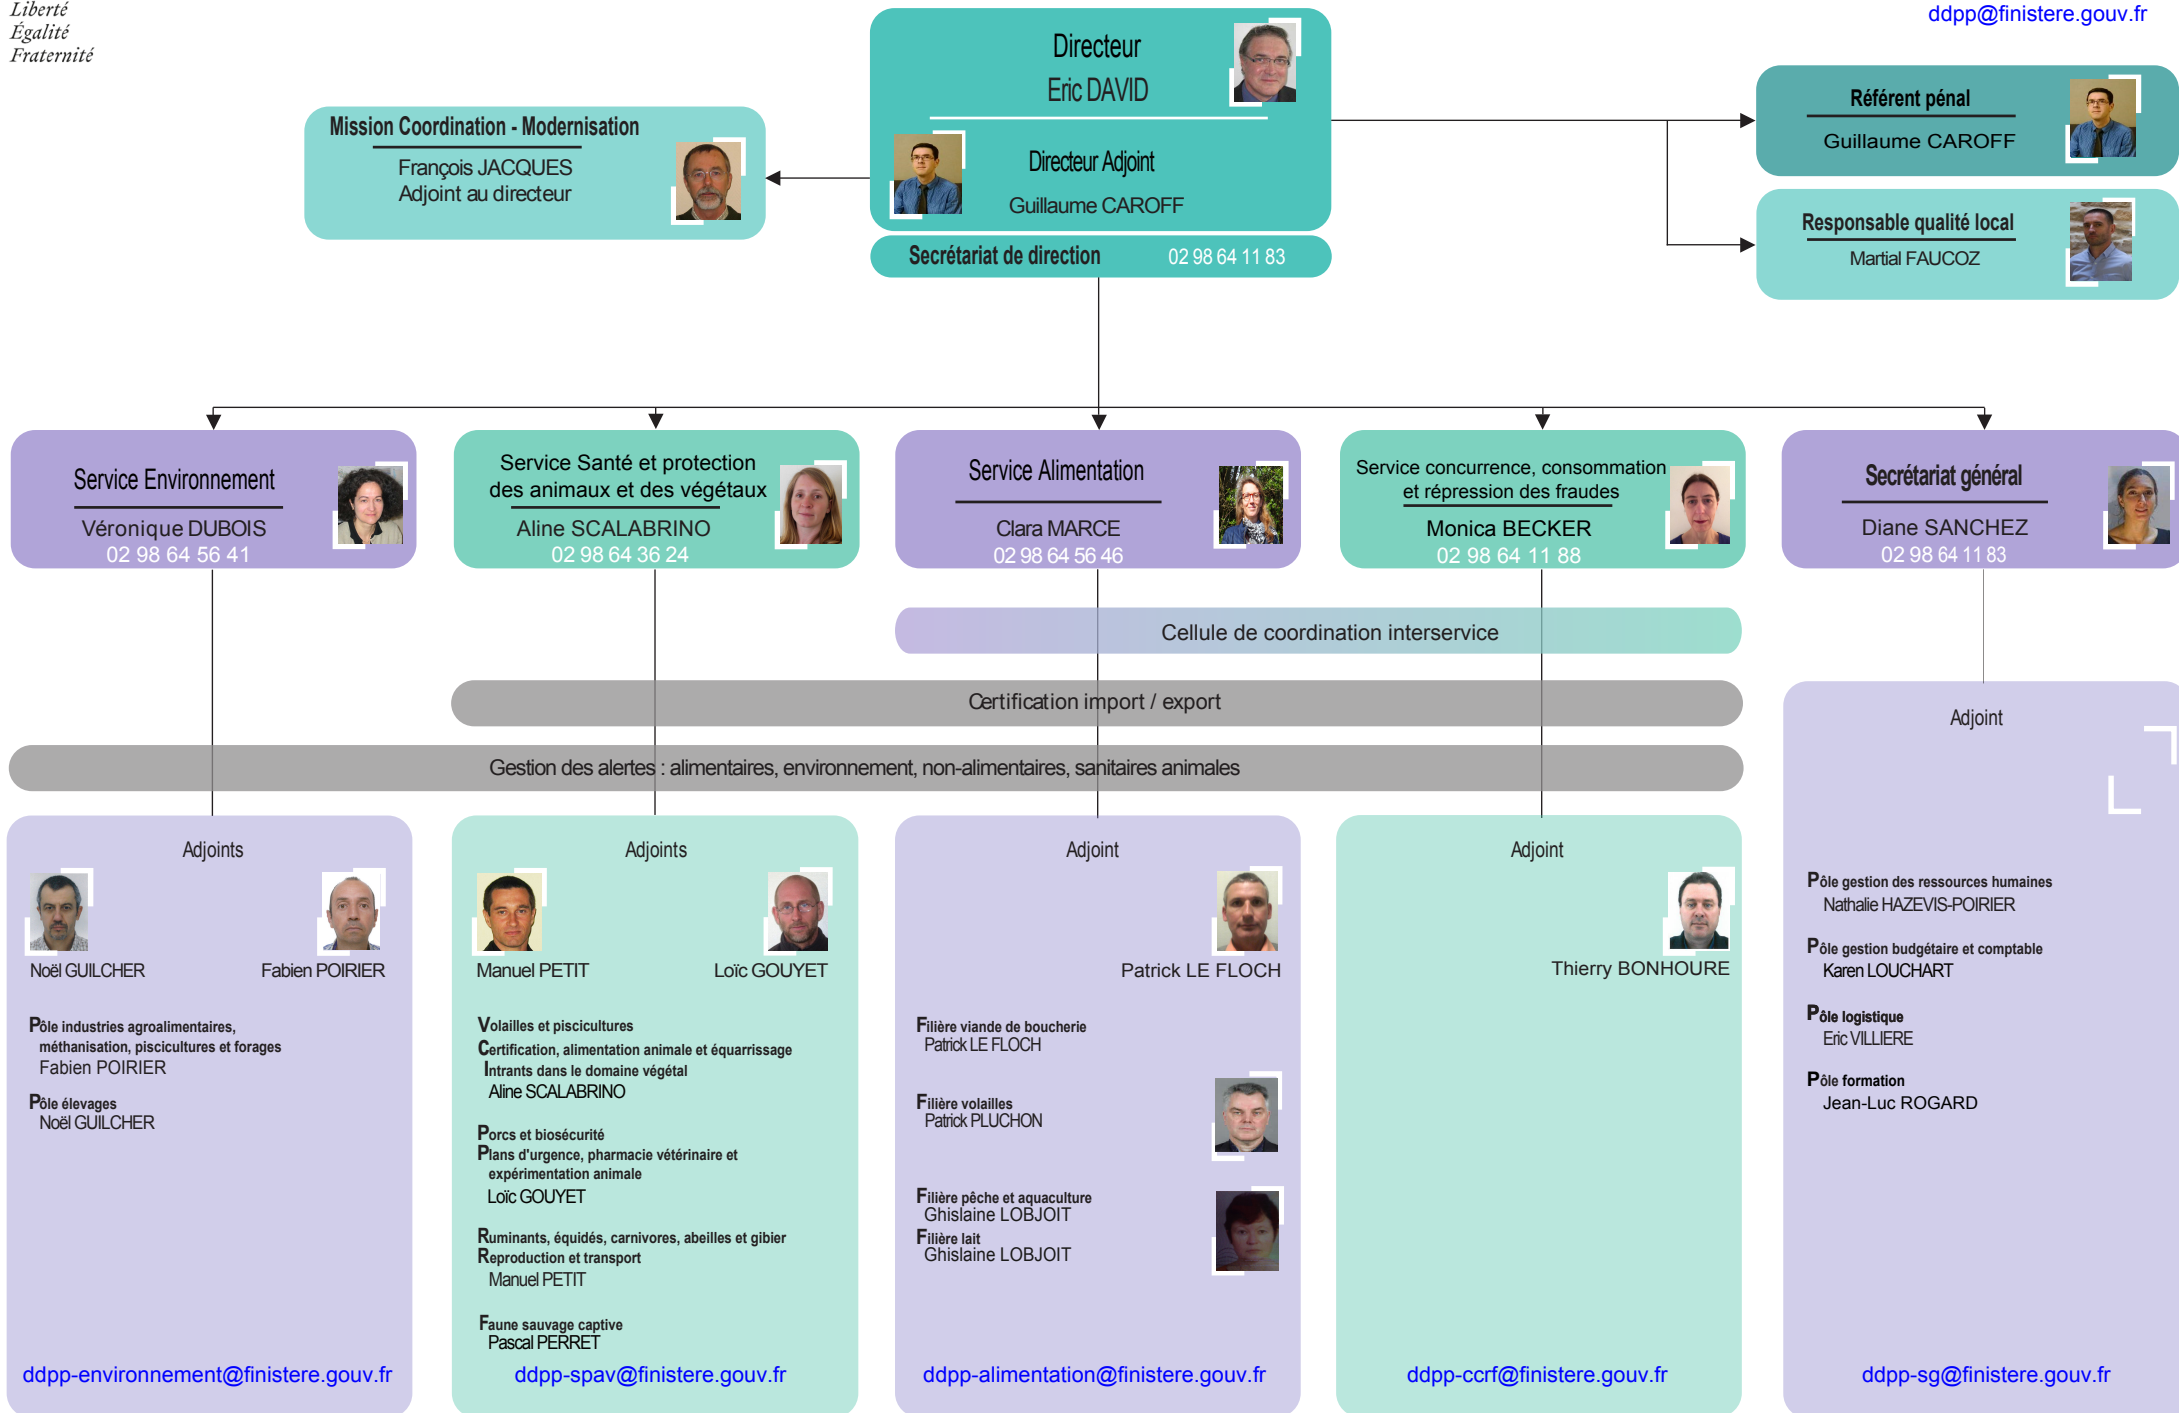 Liberté
Égalité
Fraternité
ddpp@finistere.gouv.fr
Directeur
Eric DAVID
Directeur Adjoint
Guillaume CAROFF
Secrétariat de direction 02 98 64 11 83
Mission Coordination - Modernisation
François JACQUES
Adjoint au directeur
Référent pénal
Guillaume CAROFF
Responsable qualité local
Martial FAUCOZ
Service Environnement
Véronique DUBOIS
02 98 64 56 41
Service Santé et protection
des animaux et des végétaux
Aline SCALABRINO
02 98 64 36 24
Service Alimentation
Clara MARCE
02 98 64 56 46
Service concurrence, consommation
et répression des fraudes
Monica BECKER
02 98 64 11 88
Secrétariat général
Diane SANCHEZ
02 98 64 11 83
Cellule de coordination interservice
Certification import / export
Gestion des alertes : alimentaires, environnement, non-alimentaires, sanitaires animales
Adjoints
Noël GUILCHER Fabien POIRIER
Pôle industries agroalimentaires,
méthanisation, piscicultures et forages
Fabien POIRIER
Pôle élevages
Noël GUILCHER
ddpp-environnement@finistere.gouv.fr
Adjoints
Manuel PETIT Loïc GOUYET
Volailles et piscicultures
Certification, alimentation animale et équarrissage
Intrants dans le domaine végétal
Aline SCALABRINO
Porcs et biosécurité
Plans d'urgence, pharmacie vétérinaire et
expérimentation animale
Loïc GOUYET
Ruminants, équidés, carnivores, abeilles et gibier
Reproduction et transport
Manuel PETIT
Faune sauvage captive
Pascal PERRET
ddpp-spav@finistere.gouv.fr
Adjoint
Patrick LE FLOCH
Filière viande de boucherie
Patrick LE FLOCH
Filière volailles
Patrick PLUCHON
Filière pêche et aquaculture
Ghislaine LOBJOIT
Filière lait
Ghislaine LOBJOIT
ddpp-alimentation@finistere.gouv.fr
Adjoint
Thierry BONHOURE
ddpp-ccrf@finistere.gouv.fr
Adjoint
Pôle gestion des ressources humaines
Nathalie HAZEVIS-POIRIER
Pôle gestion budgétaire et comptable
Karen LOUCHART
Pôle logistique
Eric VILLIERE
Pôle formation
Jean-Luc ROGARD
ddpp-sg@finistere.gouv.fr